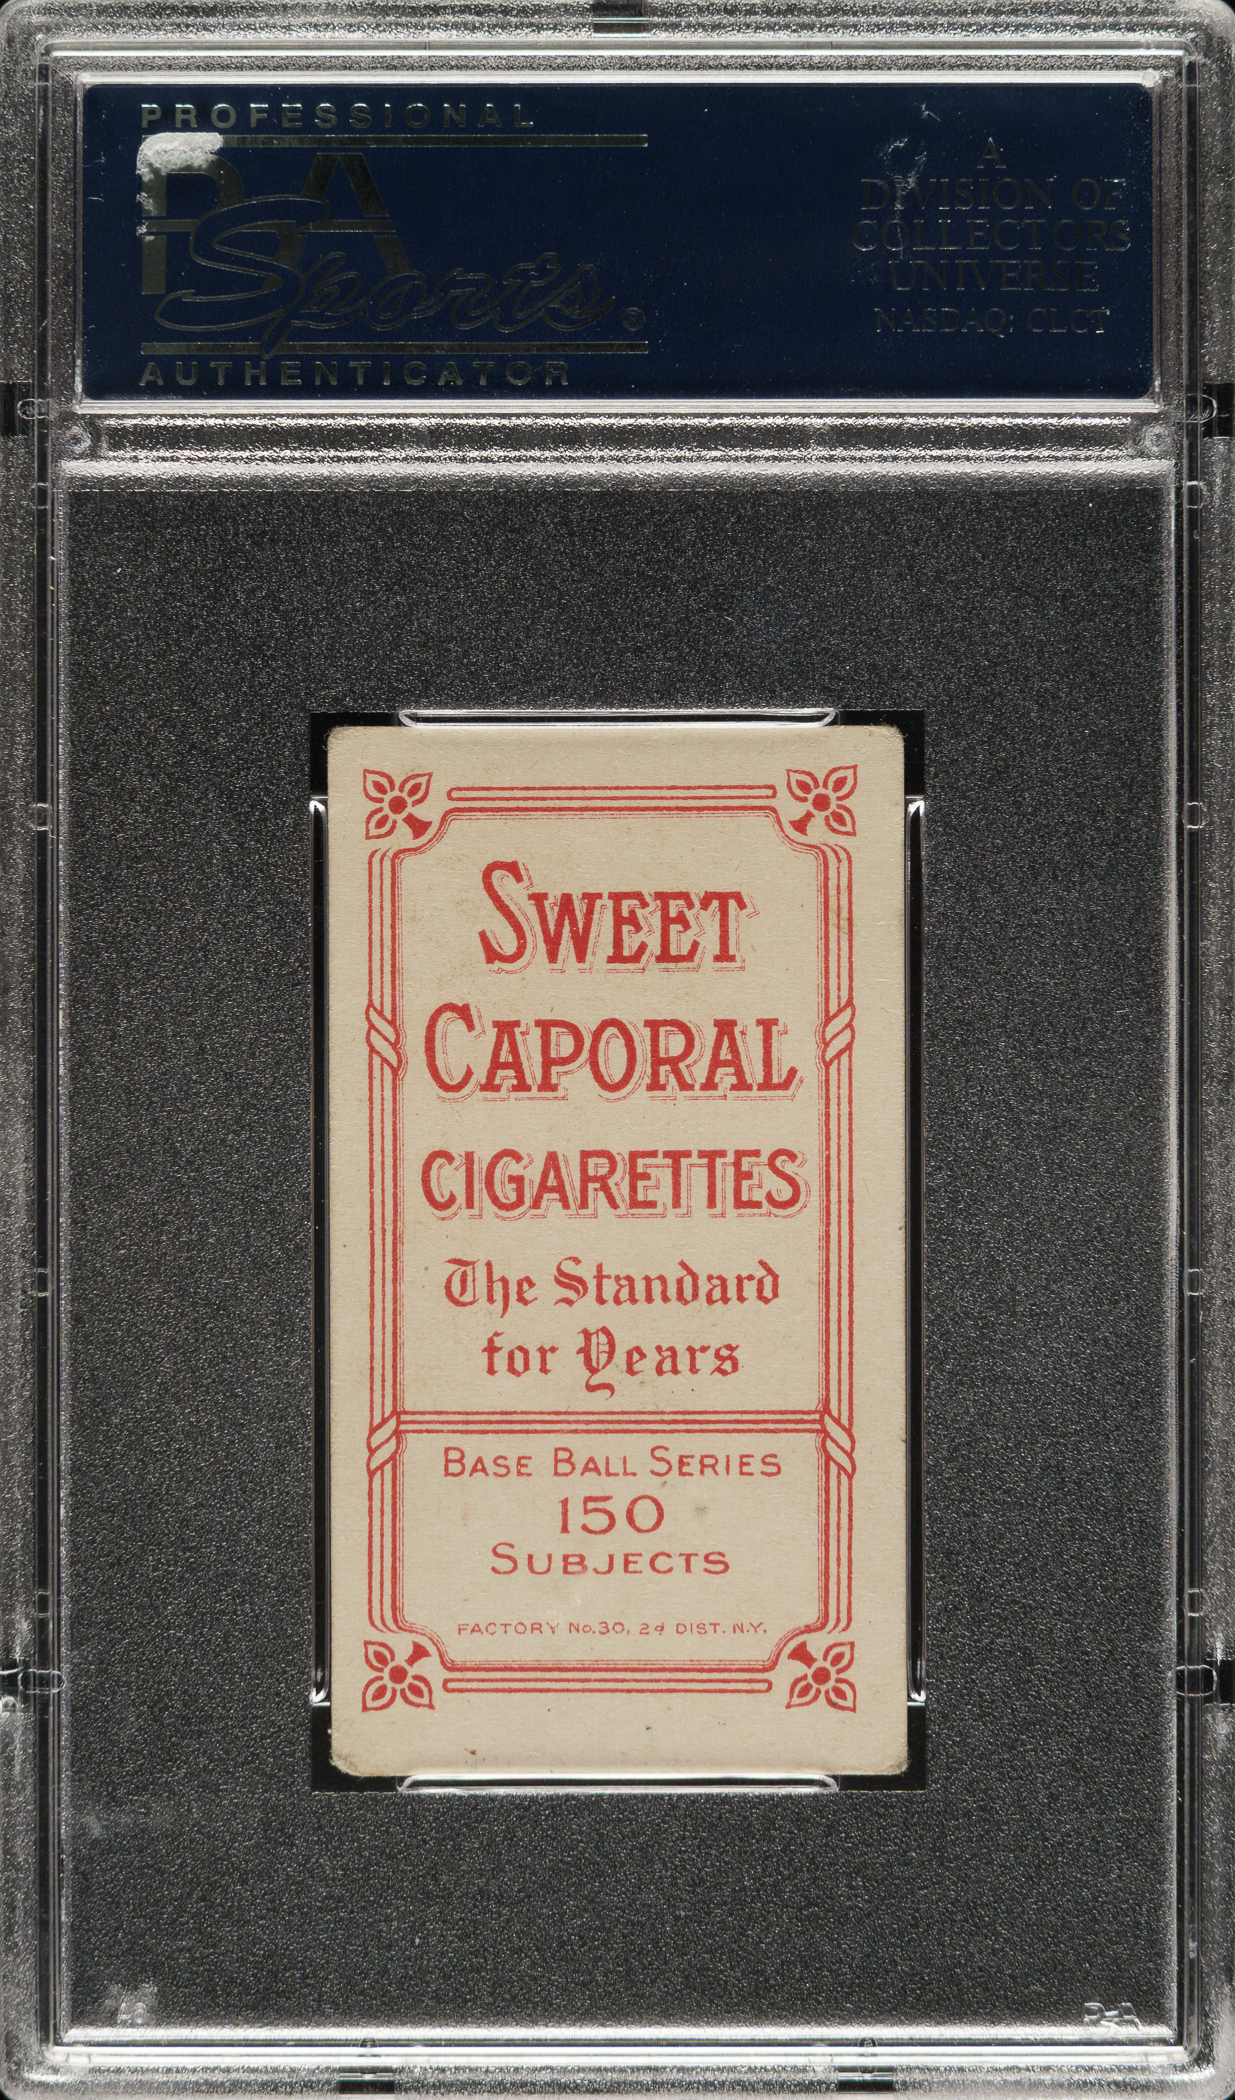 PROFESSIONAL
PSA
Sports®
AUTHENTICATOR
A
DIVISION OF
COLLECTORS
UNIVERSE
NASDAQ: CLCT
SWEET
CAPORAL
CIGARETTES
The Standard
for Years
BASE BALL SERIES
150
SUBJECTS
FACTORY No. 30, 2d DIST. N.Y.
PSA